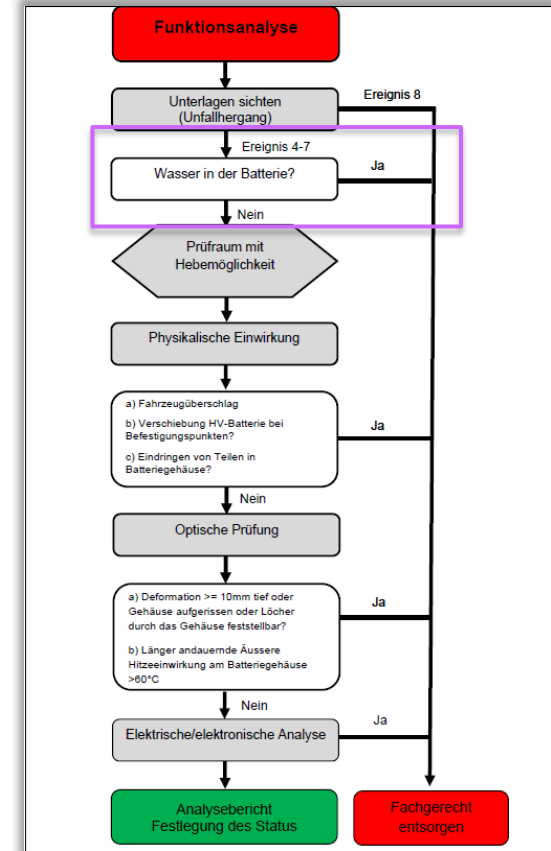 Funktionsanalyse
Unterlagen sichten
(Unfallhergang)
Ereignis 8
Ereignis 4-7
Wasser in der Batterie?
Ja
Nein
Prüfraum mit
Hebemöglichkeit
Physikalische Einwirkung
a) Fahrzeugüberschlag
b) Verschiebung HV-Batterie bei
Befestigungspunkten?
c) Eindringen von Teilen in
Batteriegehäuse?
Ja
Nein
Optische Prüfung
a) Deformation >= 10mm tief oder
Gehäuse aufgerissen oder Löcher
durch das Gehäuse feststellbar?
b) Länger andauernde Äussere
Hitzeeinwirkung am Batteriegehäuse
>60°C
Ja
Nein
Elektrische/elektronische Analyse
Ja
Analysebericht
Festlegung des Status
Fachgerecht
entsorgen